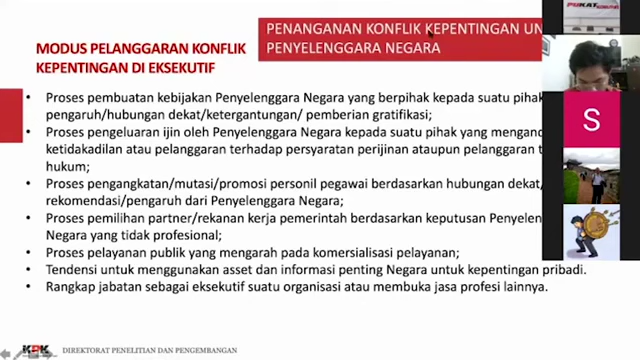 PUKAT
PENANGANAN KONFLIK KEPENTINGAN UN
PENYELENGGARA NEGARA
MODUS PELANGGARAN KONFLIK
KEPENTINGAN DI EKSEKUTIF
• Proses pembuatan kebijakan Penyelenggara Negara yang berpihak kepada suatu pihak
pengaruh/hubungan dekat/ketergantungan/ pemberian gratifikasi;
• Proses pengeluaran ijin oleh Penyelenggara Negara kepada suatu pihak yang mengand
ketidakadilan atau pelanggaran terhadap persyaratan perijinan ataupun pelanggaran t
hukum;
• Proses pengangkatan/mutasi/promosi personil pegawai berdasarkan hubungan dekat/
rekomendasi/pengaruh dari Penyelenggara Negara;
• Proses pemilihan partner/rekanan kerja pemerintah berdasarkan keputusan Penyelen
Negara yang tidak profesional;
• Proses pelayanan publik yang mengarah pada komersialisasi pelayanan;
• Tendensi untuk menggunakan asset dan informasi penting Negara untuk kepentingan pribadi.
• Rangkap jabatan sebagai eksekutif suatu organisasi atau membuka jasa profesi lainnya.
S
KPK DIREKTORAT PENELITIAN DAN PENGEMBANGAN